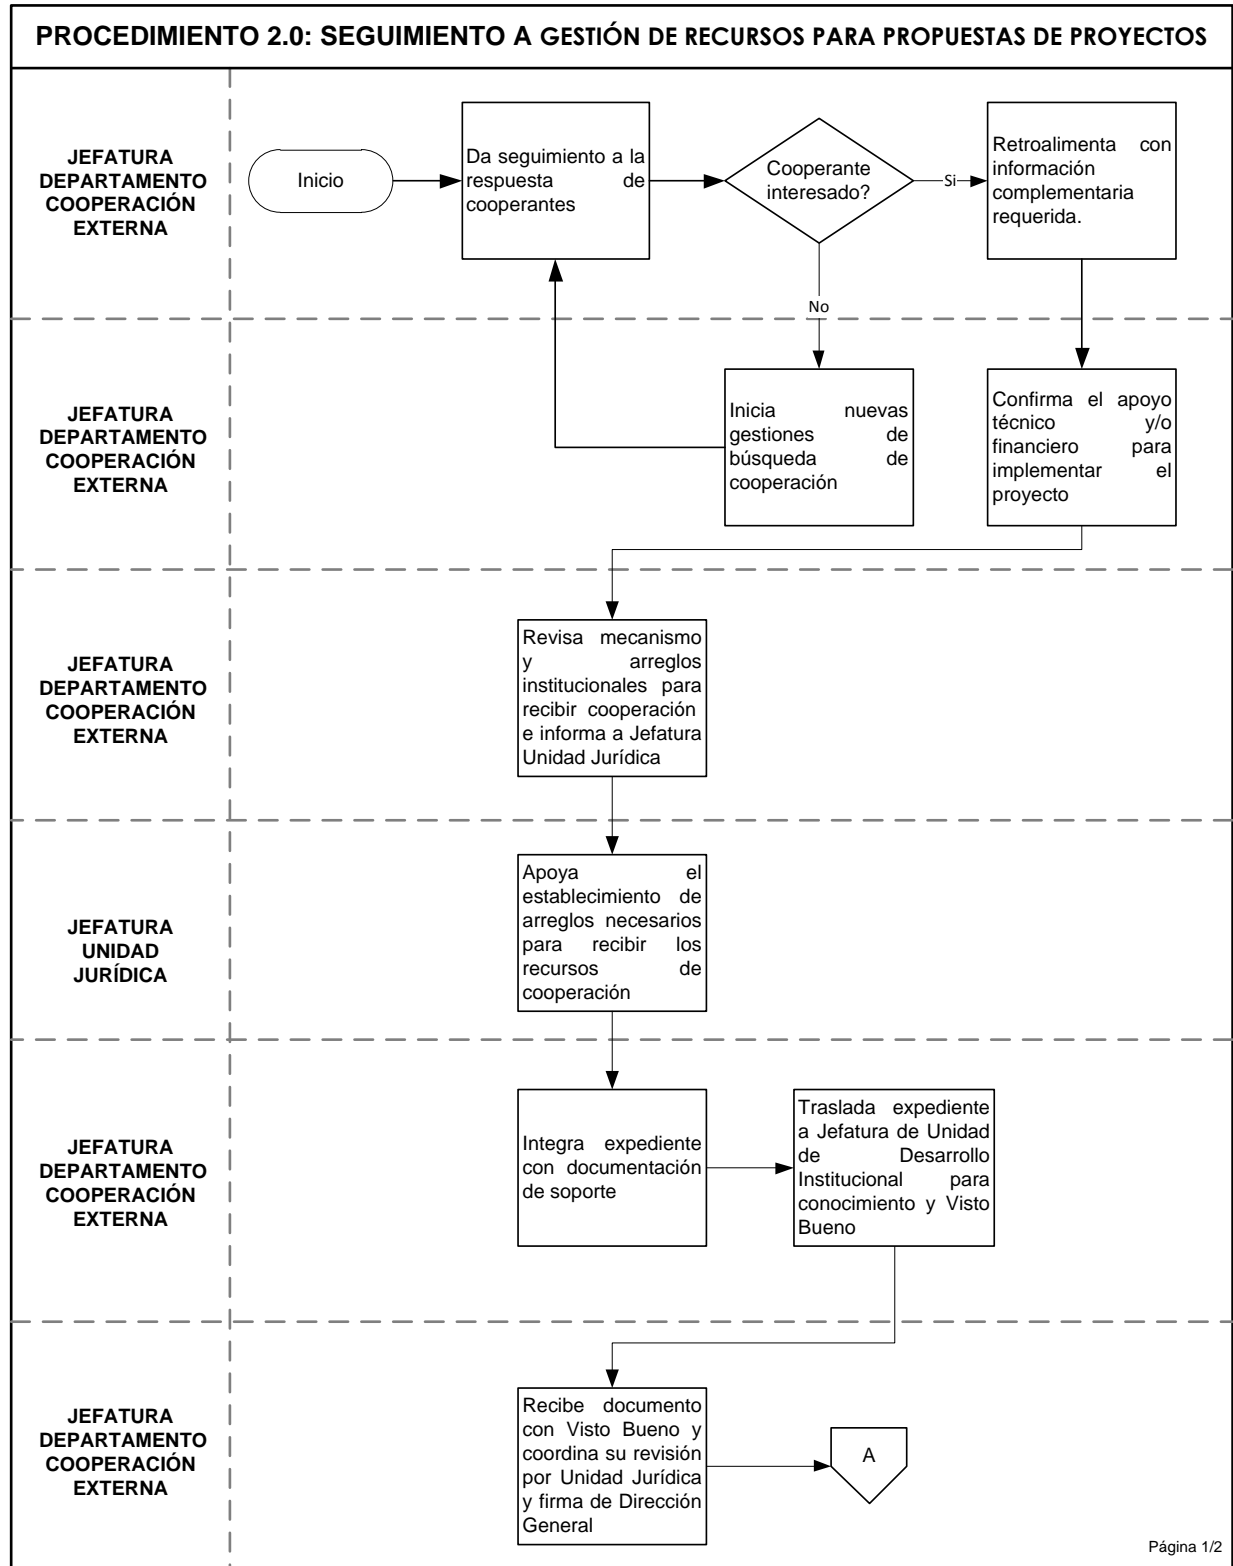 PROCEDIMIENTO 2.0: SEGUIMIENTO A GESTIÓN DE RECURSOS PARA PROPUESTAS DE PROYECTOS
JEFATURA
DEPARTAMENTO
COOPERACIÓN
EXTERNA
Inicio
Da seguimiento a la
respuesta de
cooperantes
Cooperante
interesado?
Si
Retroalimenta con
información
complementaria
requerida.
No
JEFATURA
DEPARTAMENTO
COOPERACIÓN
EXTERNA
Inicia nuevas
gestiones de
búsqueda de
cooperación
Confirma el apoyo
técnico y/o
financiero para
implementar el
proyecto
JEFATURA
DEPARTAMENTO
COOPERACIÓN
EXTERNA
Revisa mecanismo
y arreglos
institucionales para
recibir cooperación
e informa a Jefatura
Unidad Jurídica
JEFATURA
UNIDAD
JURÍDICA
Apoya el
establecimiento de
arreglos necesarios
para recibir los
recursos de
cooperación
JEFATURA
DEPARTAMENTO
COOPERACIÓN
EXTERNA
Integra expediente
con documentación
de soporte
Traslada expediente
a Jefatura de Unidad
de Desarrollo
Institucional para
conocimiento y Visto
Bueno
JEFATURA
DEPARTAMENTO
COOPERACIÓN
EXTERNA
Recibe documento
con Visto Bueno y
coordina su revisión
por Unidad Jurídica
y firma de Dirección
General
A
Página 1/2